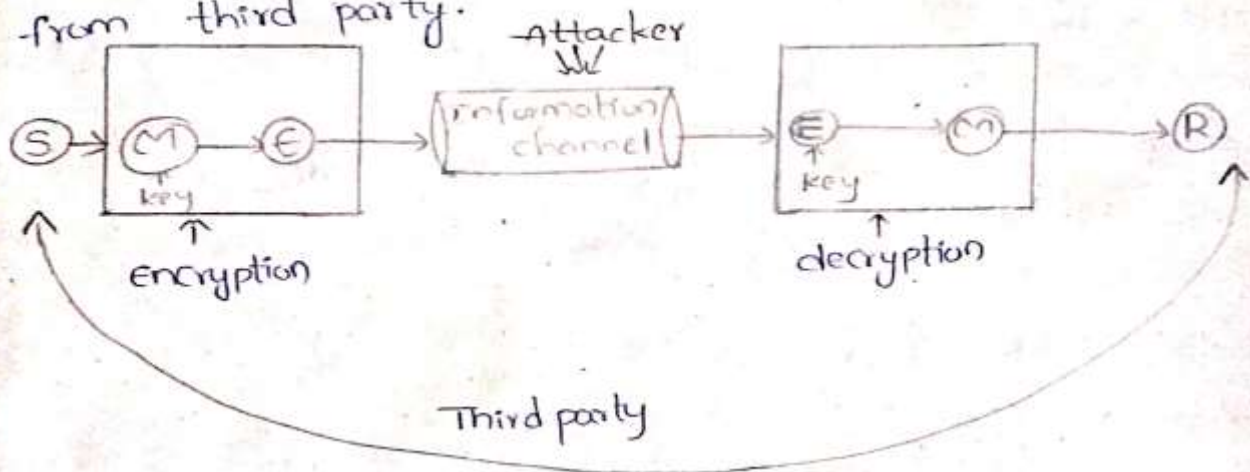 from third party.
Attacker
S M E information channel E M R
key key
Encryption decryption
Third party